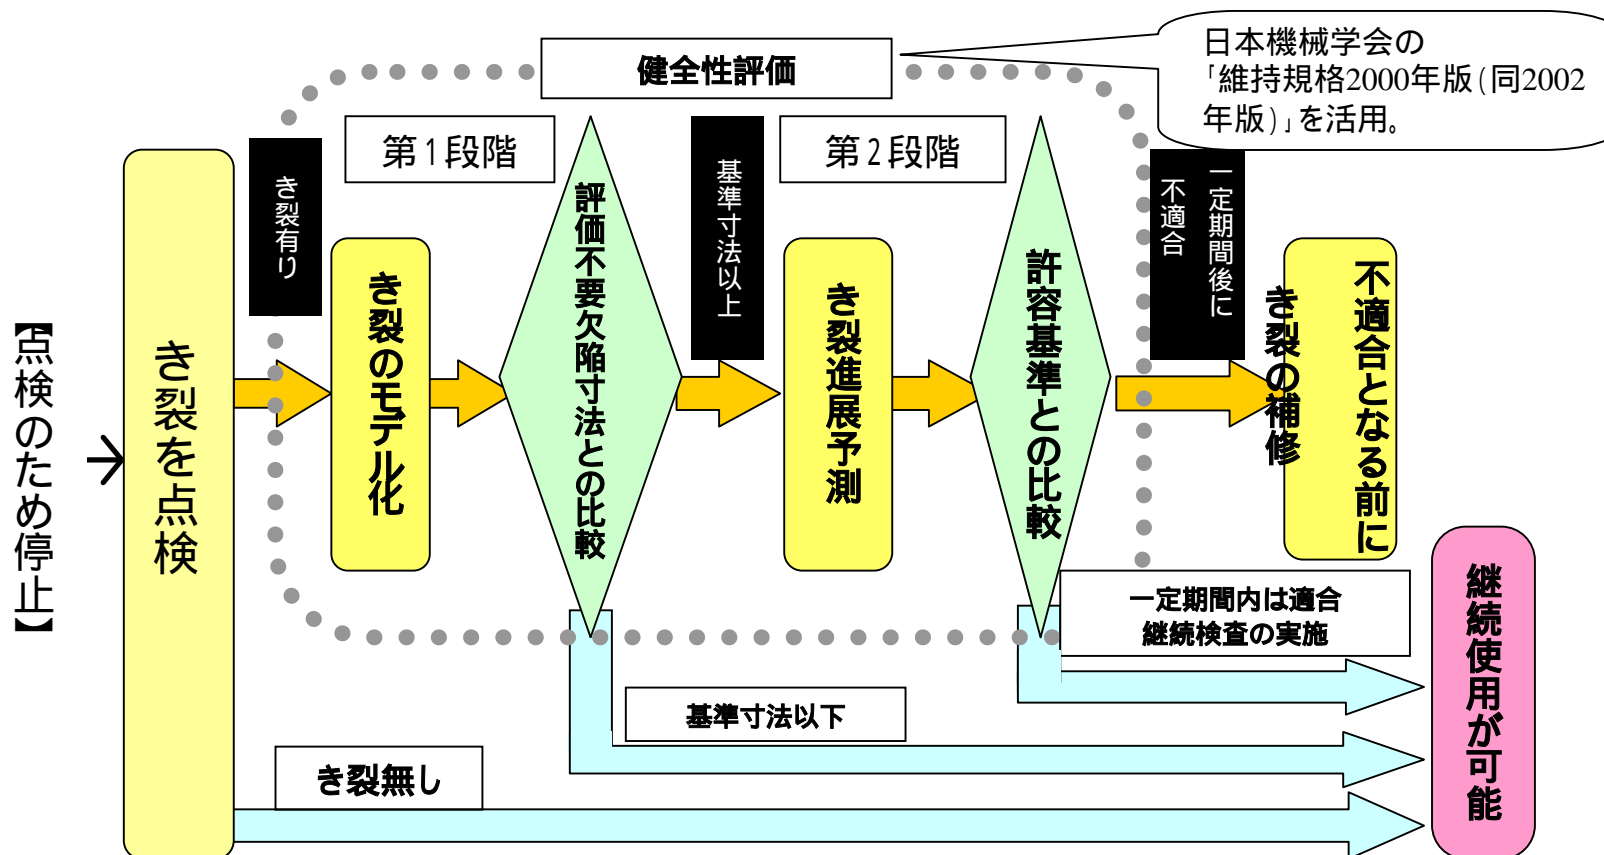 健全性評価
日本機械学会の
「維持規格2000年版(同2002
年版)」を活用。
第1段階
第2段階
【点検のため停止】
き裂を点検
き裂有り
き裂のモデル化
評価不要欠陥寸法との比較
基準寸法以上
き裂進展予測
許容基準との比較
一定期間後に
不適合
不適合となる前に
き裂の補修
一定期間内は適合
継続検査の実施
基準寸法以下
き裂無し
継続使用が可能